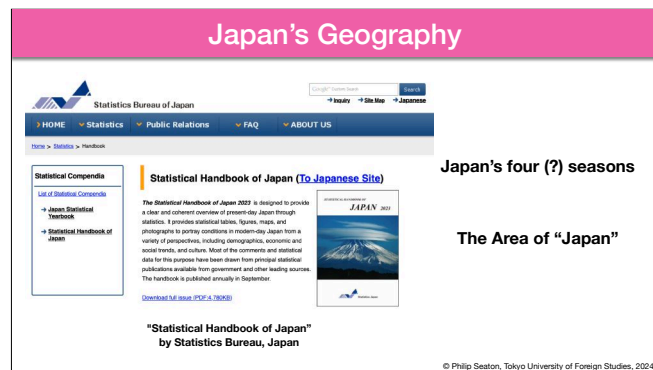 Japan's Geography
Google™ Custom Search
Search
Inquiry
Site Map
Japanese
Statistics Bureau of Japan
HOME
Statistics
Public Relations
FAQ
ABOUT US
Home > Statistics > Handbook
Statistical Compendia
List of Statistical Compendia
Japan Statistical
Yearbook
Statistical Handbook of
Japan
Statistical Handbook of Japan (To Japanese Site)
The Statistical Handbook of Japan 2023 is designed to provide
a clear and coherent overview of present-day Japan through
statistics. It provides statistical tables, figures, maps, and
photographs to portray conditions in modern-day Japan from a
variety of perspectives, including demographics, economic and
social trends, and culture. Most of the comments and statistical
data for this purpose have been drawn from principal statistical
publications available from government and other leading sources.
The handbook is published annually in September.
Download full issue (PDF:4,780KB)
STATISTICAL HANDBOOK OF
JAPAN 2023
Statistics Japan
"Statistical Handbook of Japan"
by Statistics Bureau, Japan
Japan's four (?) seasons
The Area of "Japan"
© Philip Seaton, Tokyo University of Foreign Studies, 2024